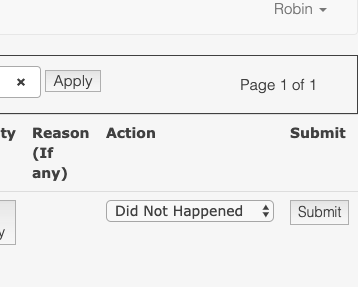 Robin
× Apply Page 1 of 1
ty Reason Action Submit
(If
any)
Did Not Happened Submit
y